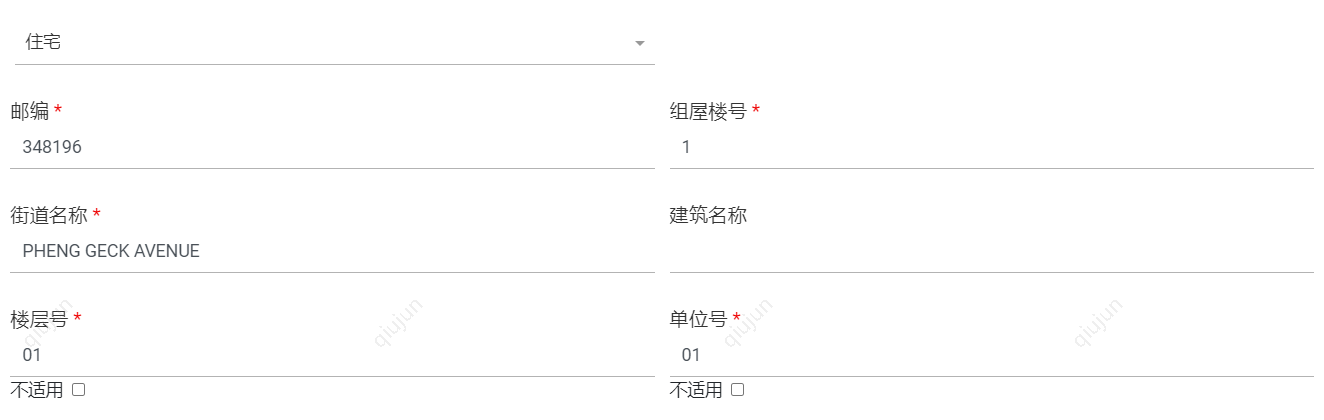 住宅
邮编 *
组屋楼号 *
348196
1
街道名称 *
建筑名称
PHENG GECK AVENUE
楼层号 *
单位号 *
qiujun
qiujun
qiujun
qiujun
01
01
不适用
不适用